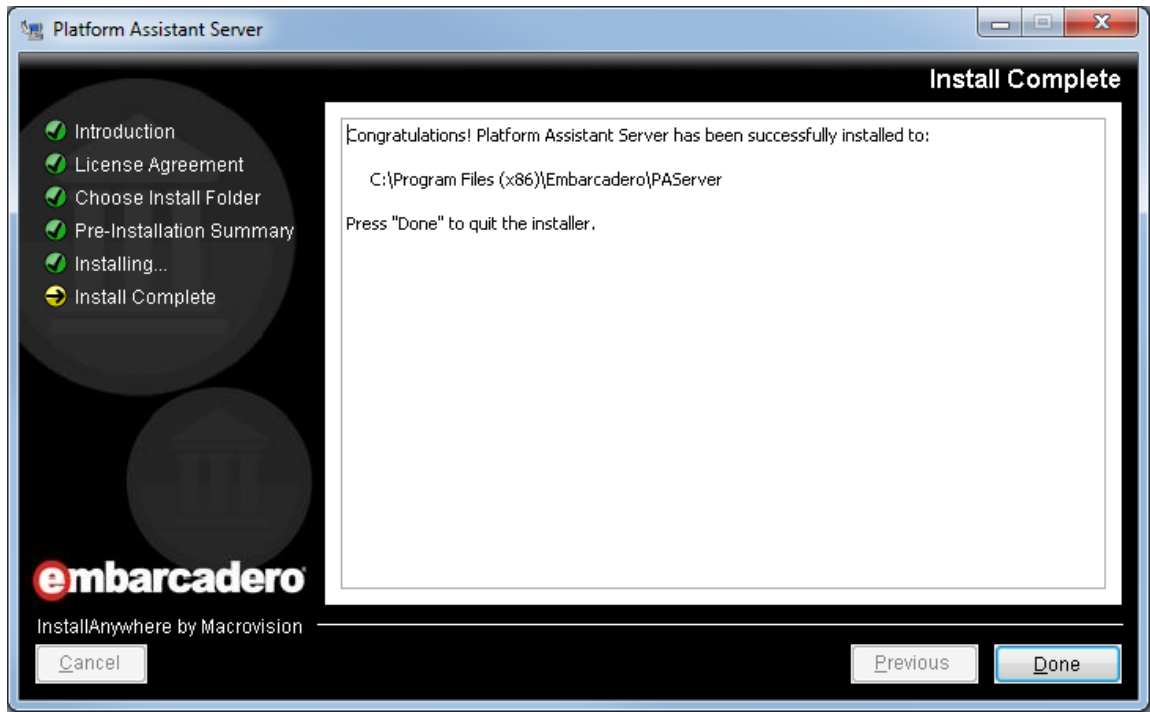 Platform Assistant Server
Install Complete
Introduction
License Agreement
Choose Install Folder
Pre-Installation Summary
Installing...
Install Complete
Congratulations! Platform Assistant Server has been successfully installed to:
C:\Program Files (x86)\Embarcadero\PAServer
Press "Done" to quit the installer.
embarcadero
InstallAnywhere by Macrovision
Cancel
Previous
Done